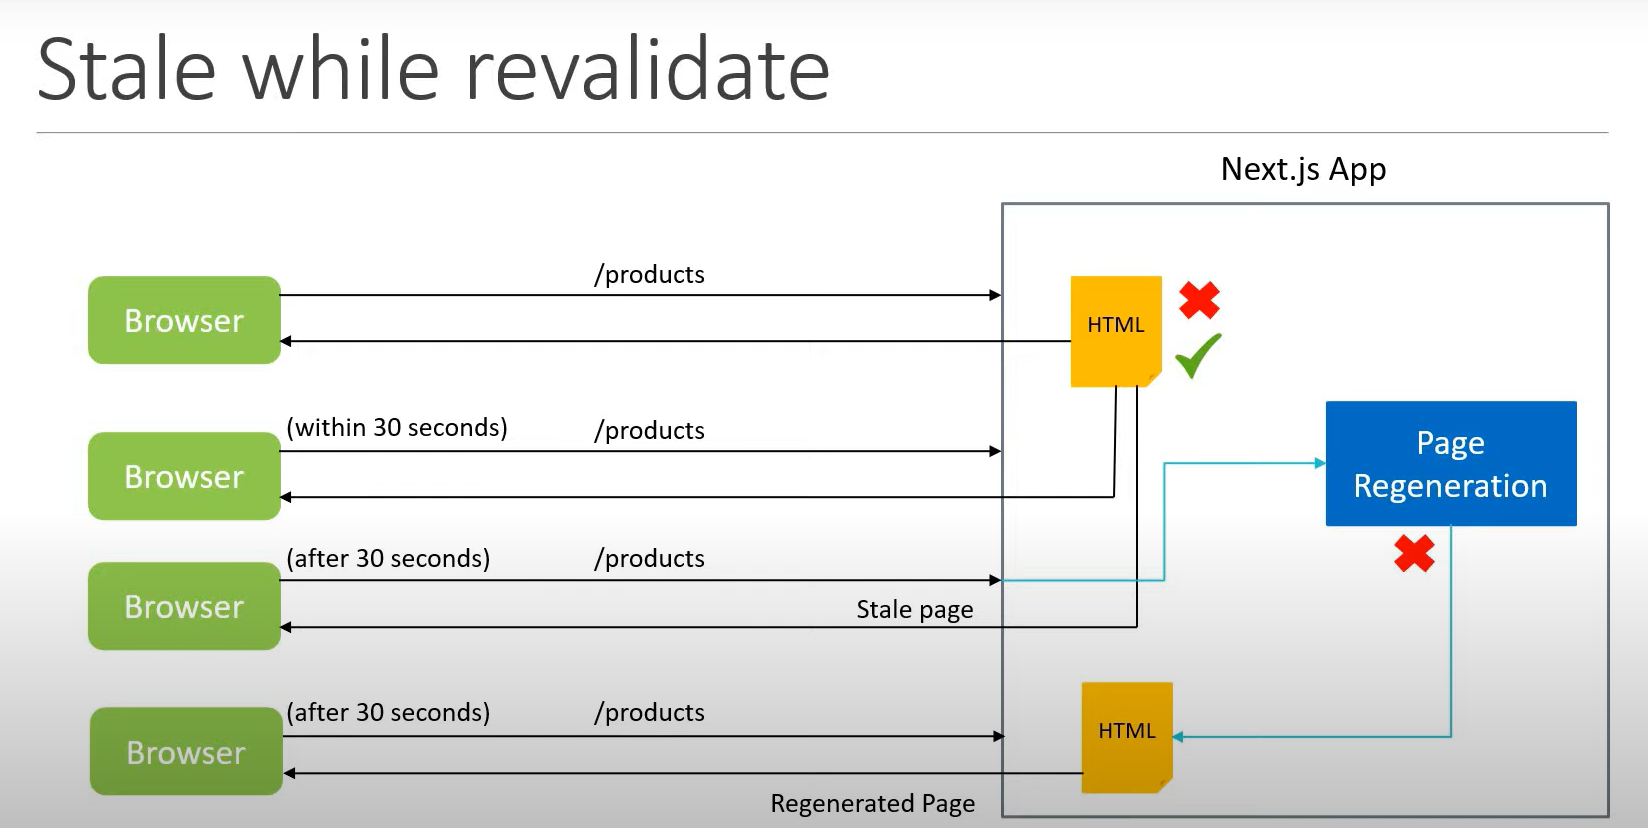 Stale while revalidate
Next.js App
/products
Browser
HTML
(within 30 seconds)
/products
Browser
Page
Regeneration
(after 30 seconds)
/products
Browser
Stale page
(after 30 seconds)
/products
Browser
HTML
Regenerated Page